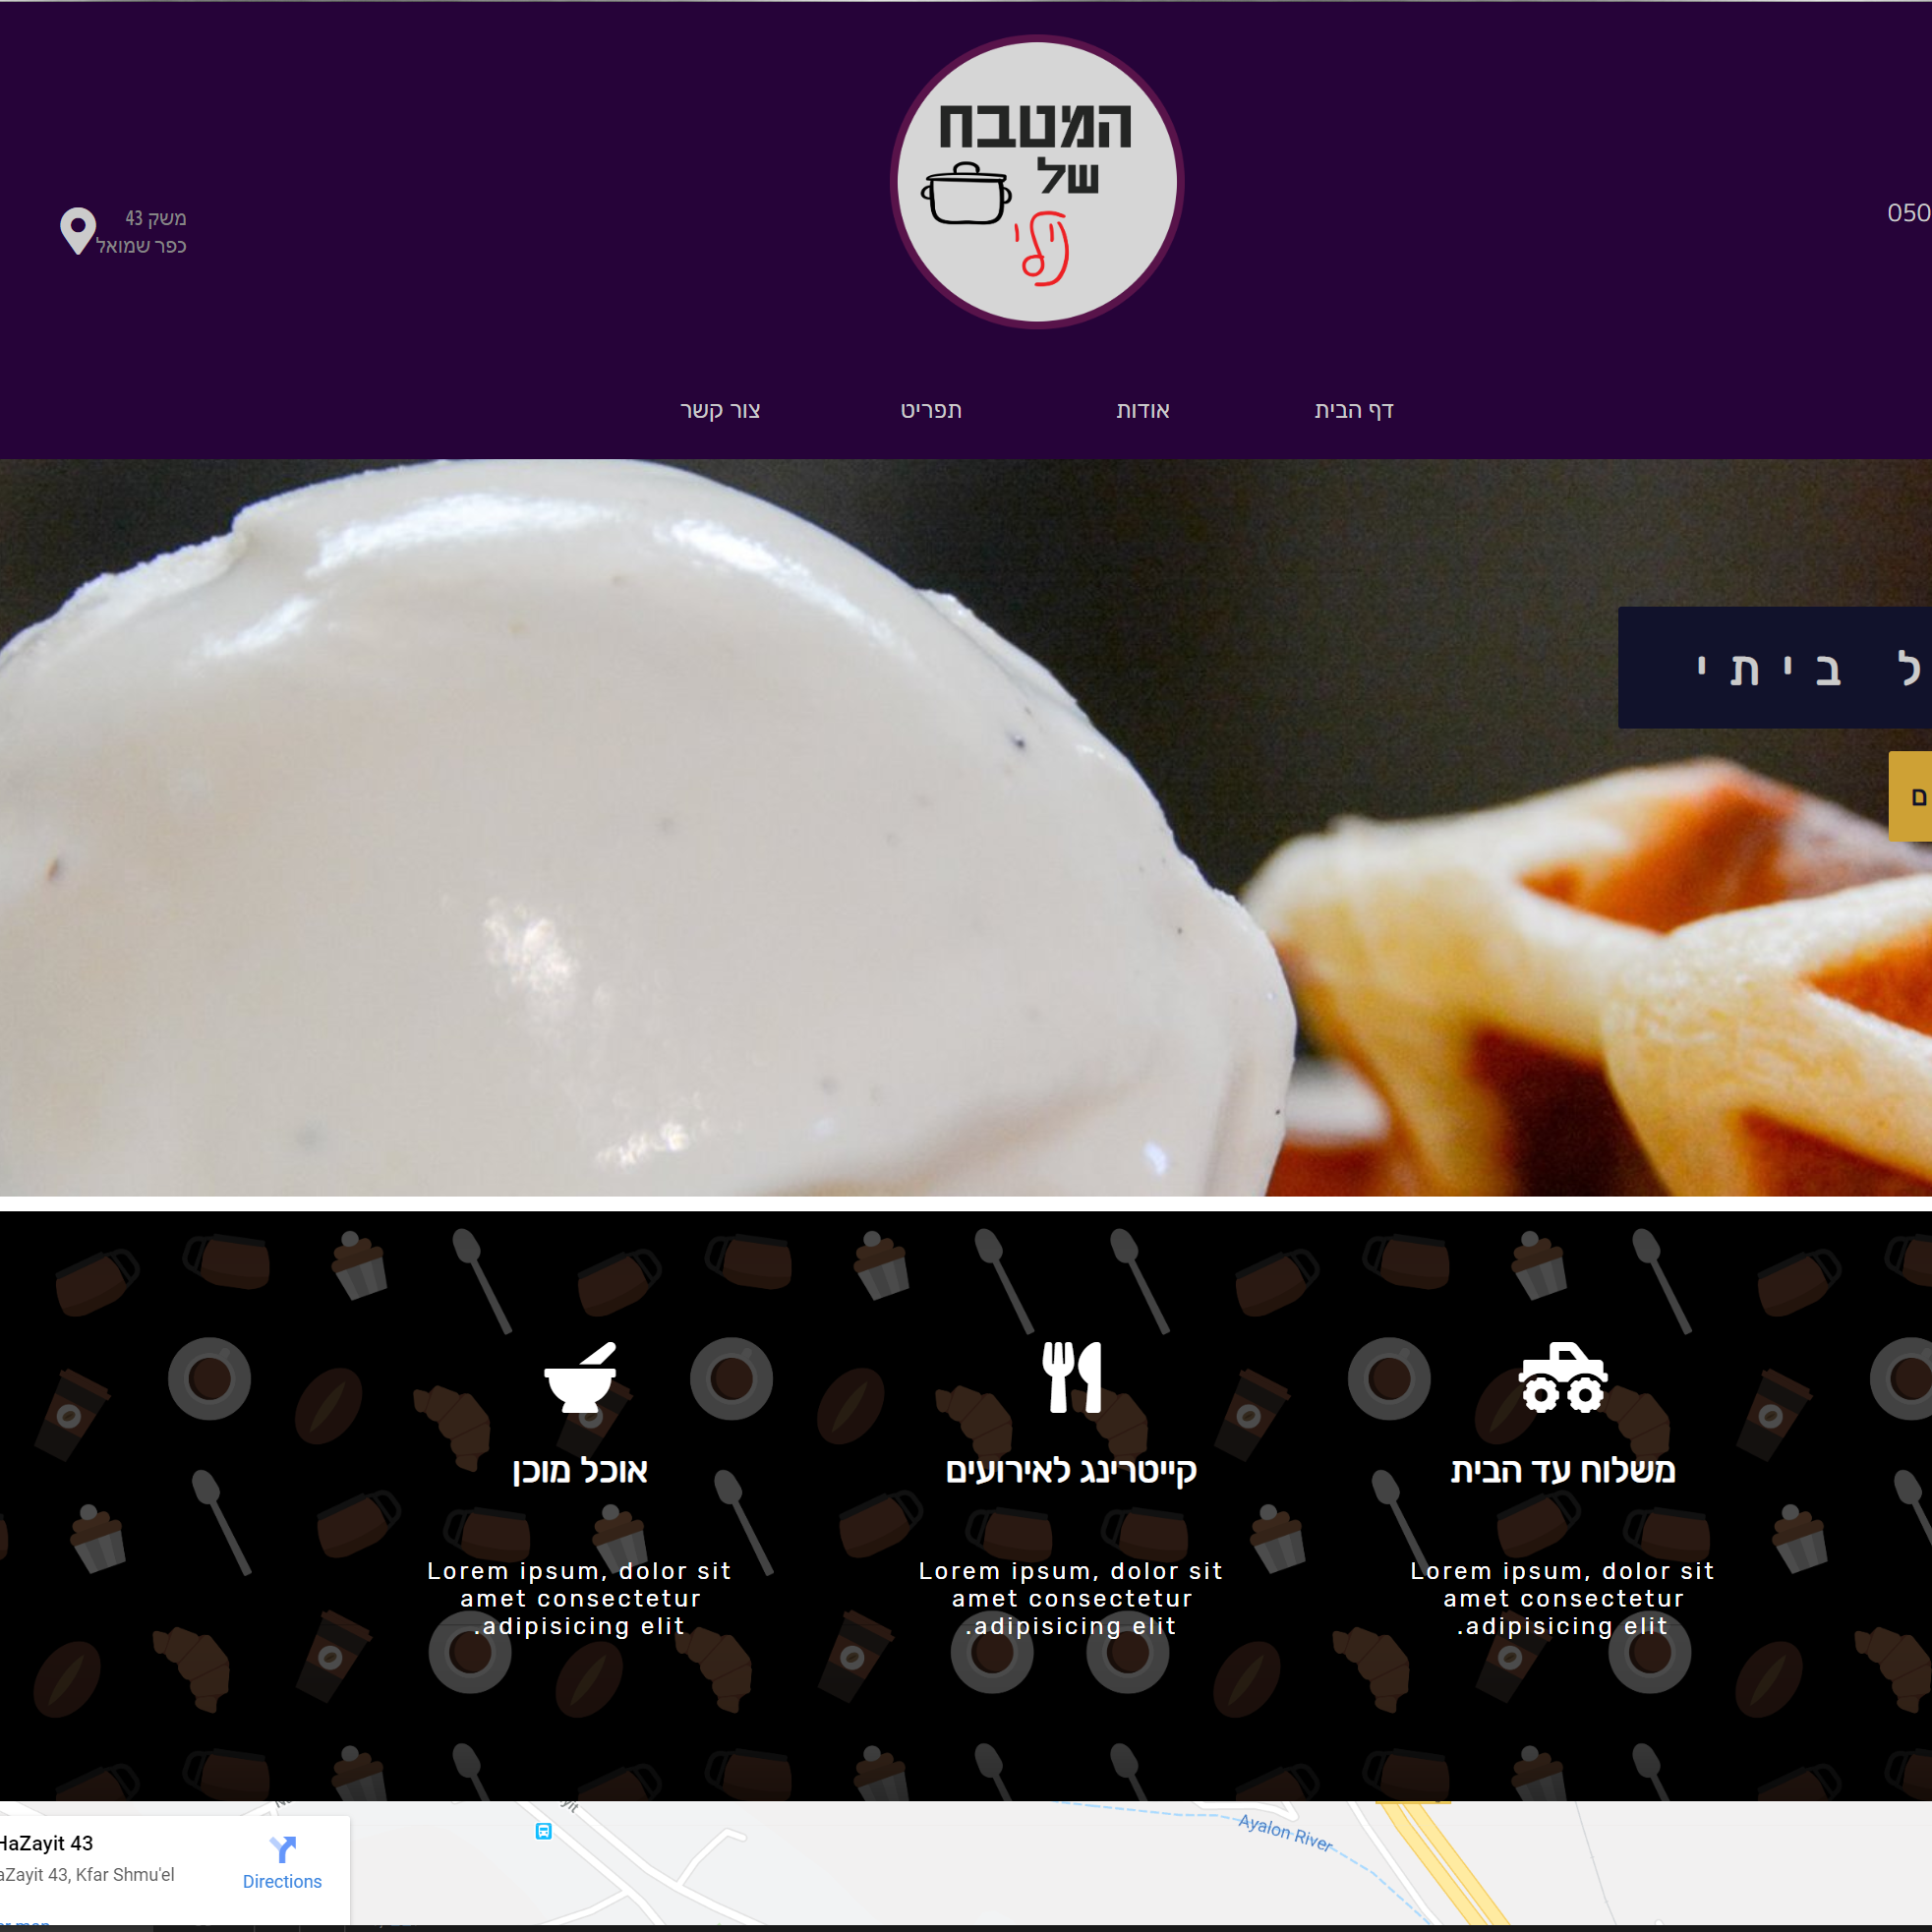 המטבח
של
משק 43
כפר שמואל
050
דף הבית
אודות
תפריט
צור קשר
ל ביתי
ם
משלוח עד הבית
קייטרינג לאירועים
אוכל מוכן
Lorem ipsum, dolor sit
amet consectetur
.adipisicing elit
Lorem ipsum, dolor sit
amet consectetur
.adipisicing elit
Lorem ipsum, dolor sit
amet consectetur
.adipisicing elit
HaZayit 43
aZayit 43, Kfar Shmu'el
Directions
Ayalon River